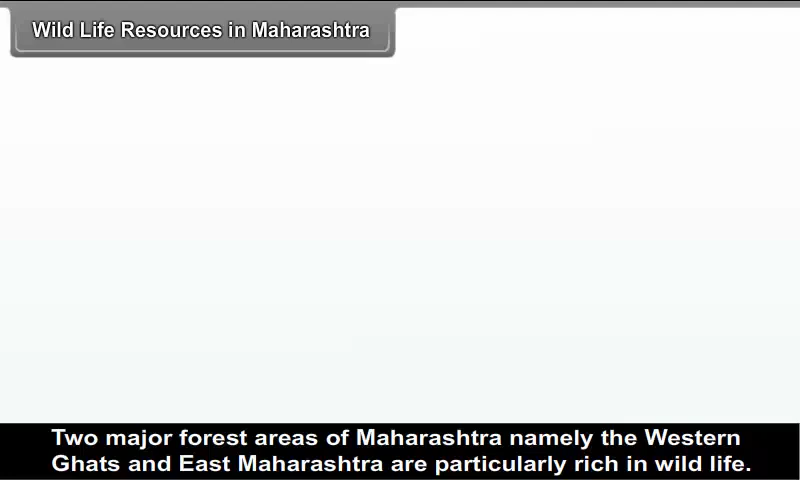 Wild Life Resources in Maharashtra
Two major forest areas of Maharashtra namely the Western
Ghats and East Maharashtra are particularly rich in wild life.